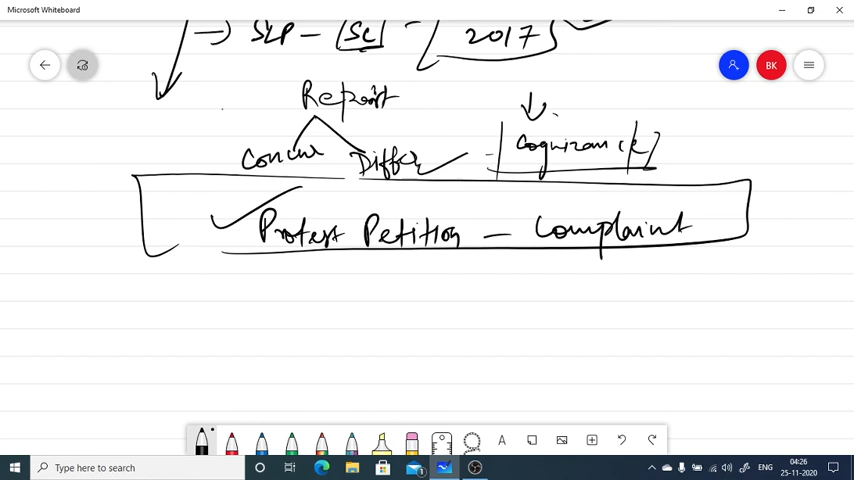 Microsoft Whiteboard
→ SLP - [SC] - [2017]
BK
Report
Concur Differ - Cognizance
Protest Petition - Complaint
A
Type here to search
1
ENG
04:26
25-11-2020